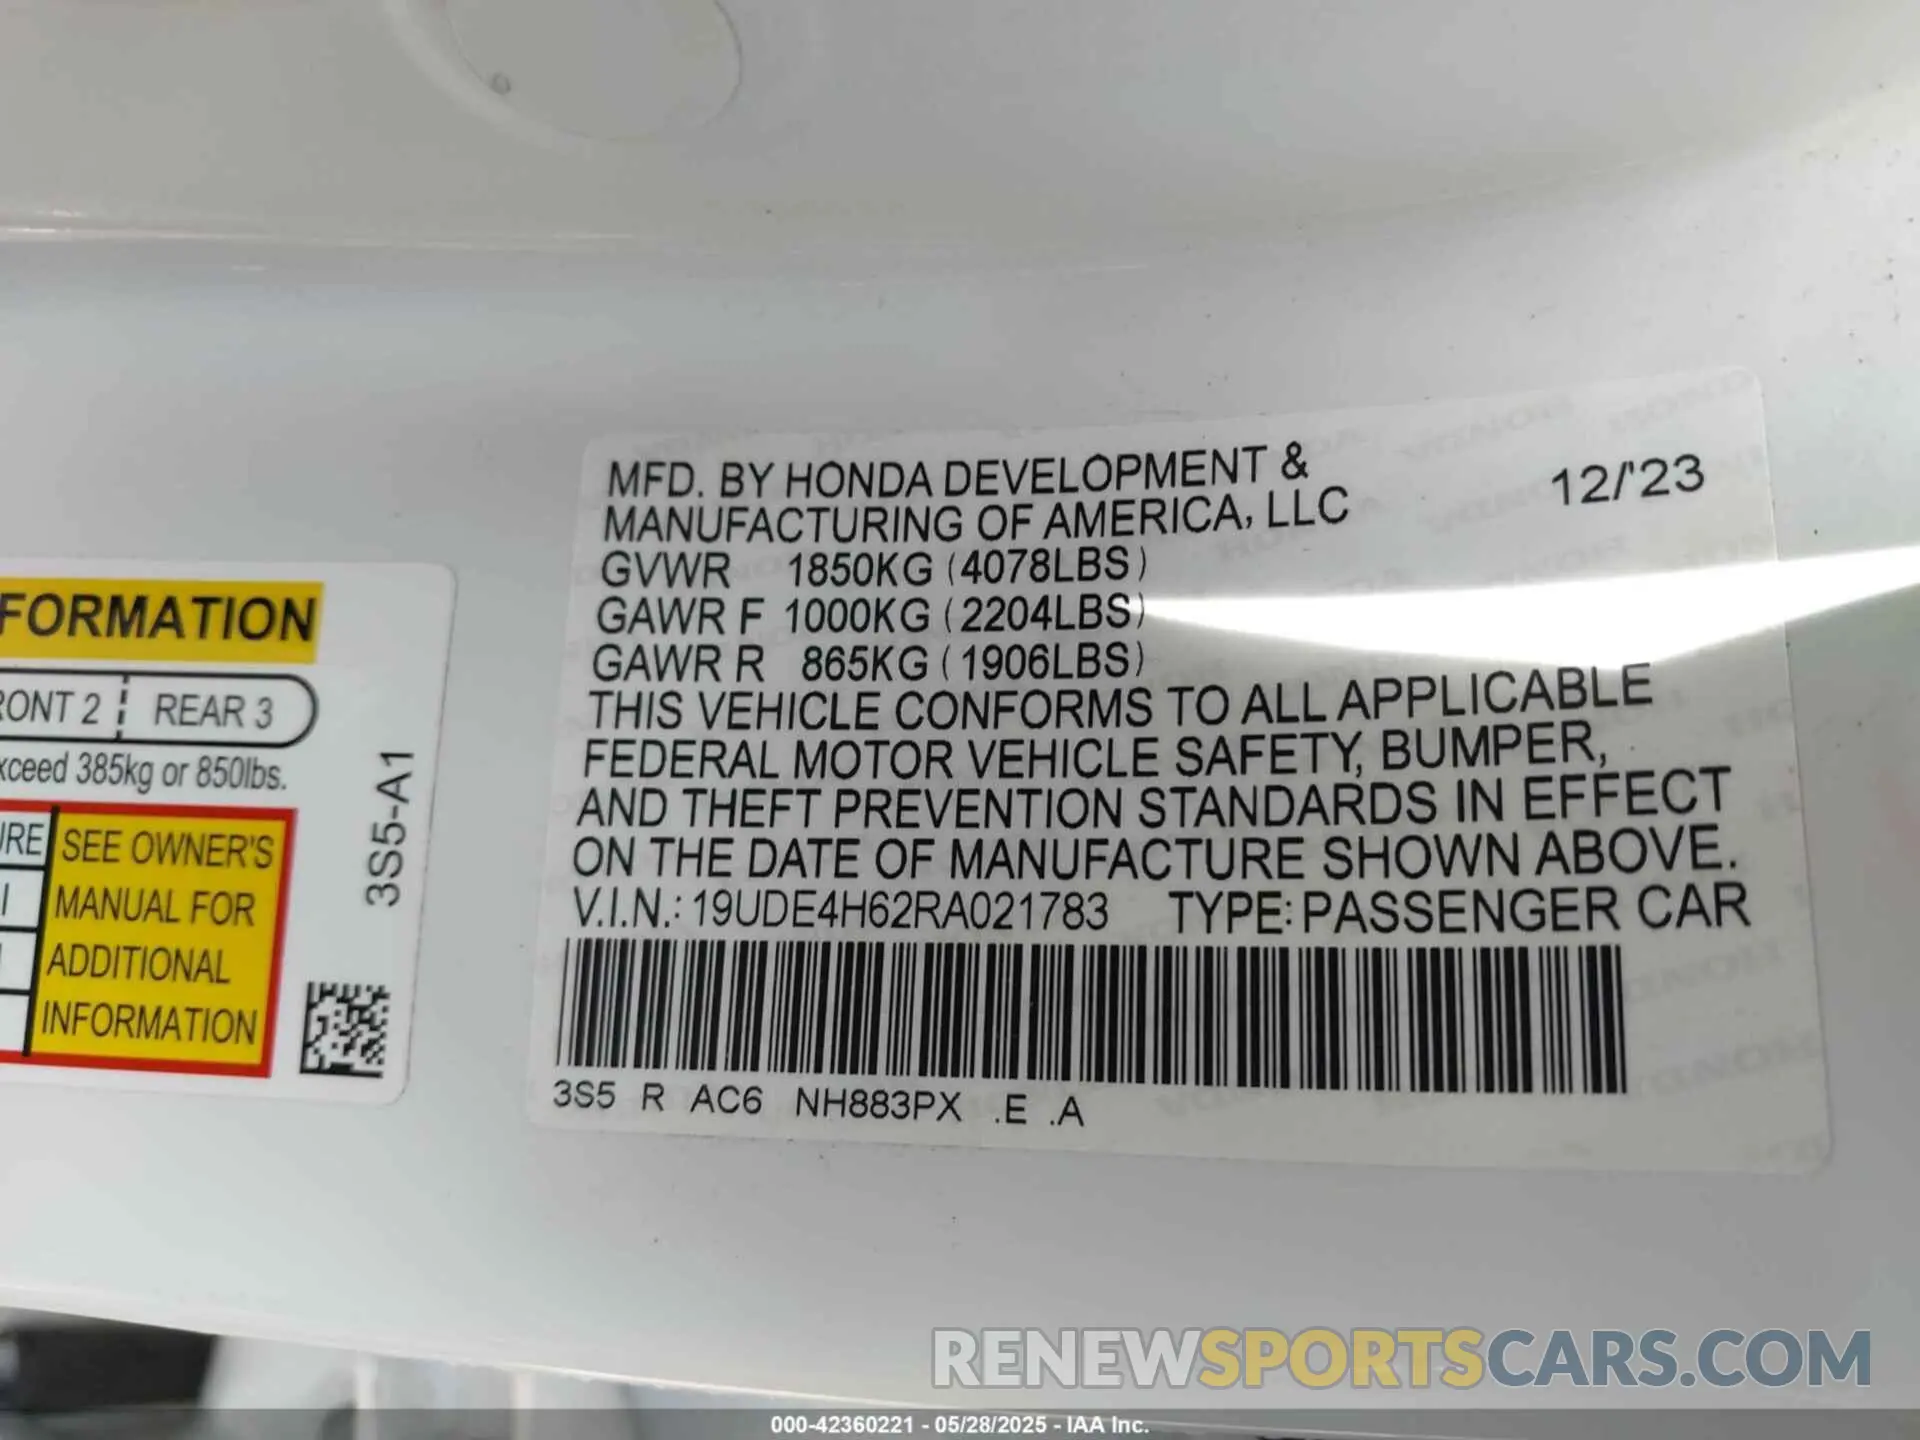 FORMATION
RONT 2 REAR 3
xceed 385kg or 850lbs.
URE
SEE OWNER'S
MANUAL FOR
ADDITIONAL
INFORMATION
3S5-A1
MFD. BY HONDA DEVELOPMENT &
MANUFACTURING OF AMERICA, LLC 12/'23
GVWR 1850KG (4078LBS)
GAWR F 1000KG (2204LBS)
GAWR R 865KG (1906LBS)
THIS VEHICLE CONFORMS TO ALL APPLICABLE
FEDERAL MOTOR VEHICLE SAFETY, BUMPER,
AND THEFT PREVENTION STANDARDS IN EFFECT
ON THE DATE OF MANUFACTURE SHOWN ABOVE.
V.I.N.: 19UDE4H62RA021783 TYPE: PASSENGER CAR
3S5 R AC6 NH883PX .E .A
RENEWSPORTSCARS.COM
000-42360221 - 05/28/2025 - IAA Inc.